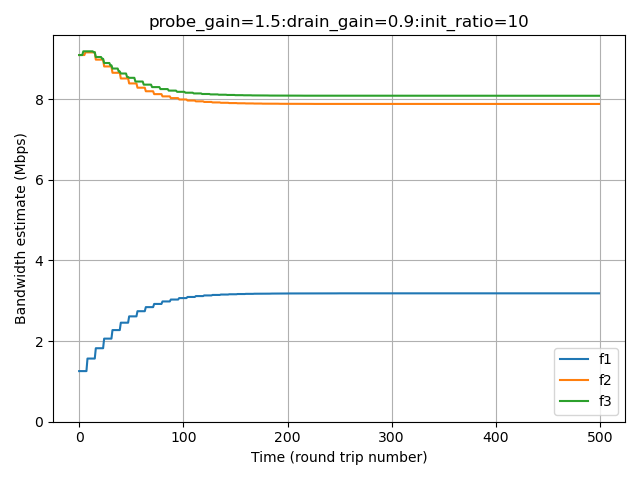 probe_gain=1.5:drain_gain=0.9:init_ratio=10
Bandwidth estimate (Mbps)
8
6
4
2
0
0 100 200 300 400 500
Time (round trip number)
f1
f2
f3